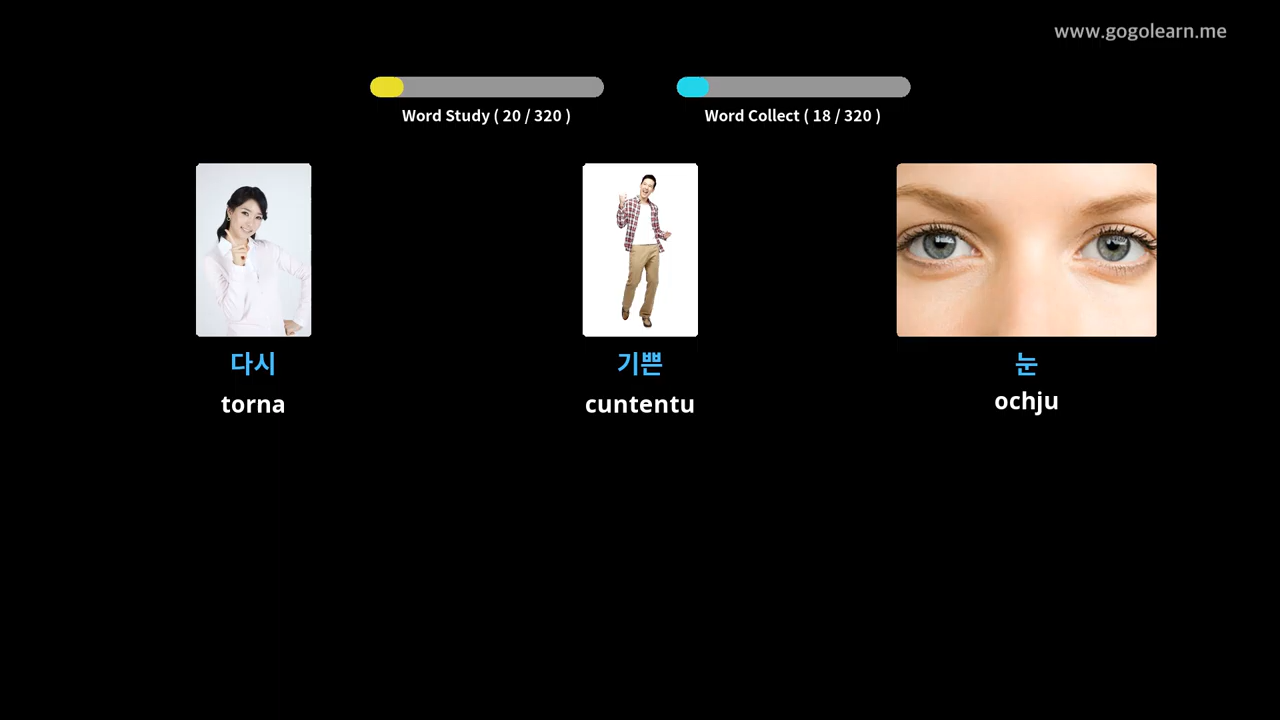 www.gogolearn.me
Word Study ( 20 / 320 )
Word Collect ( 18 / 320 )
다시
기쁜
눈
torna
cuntentu
ochju